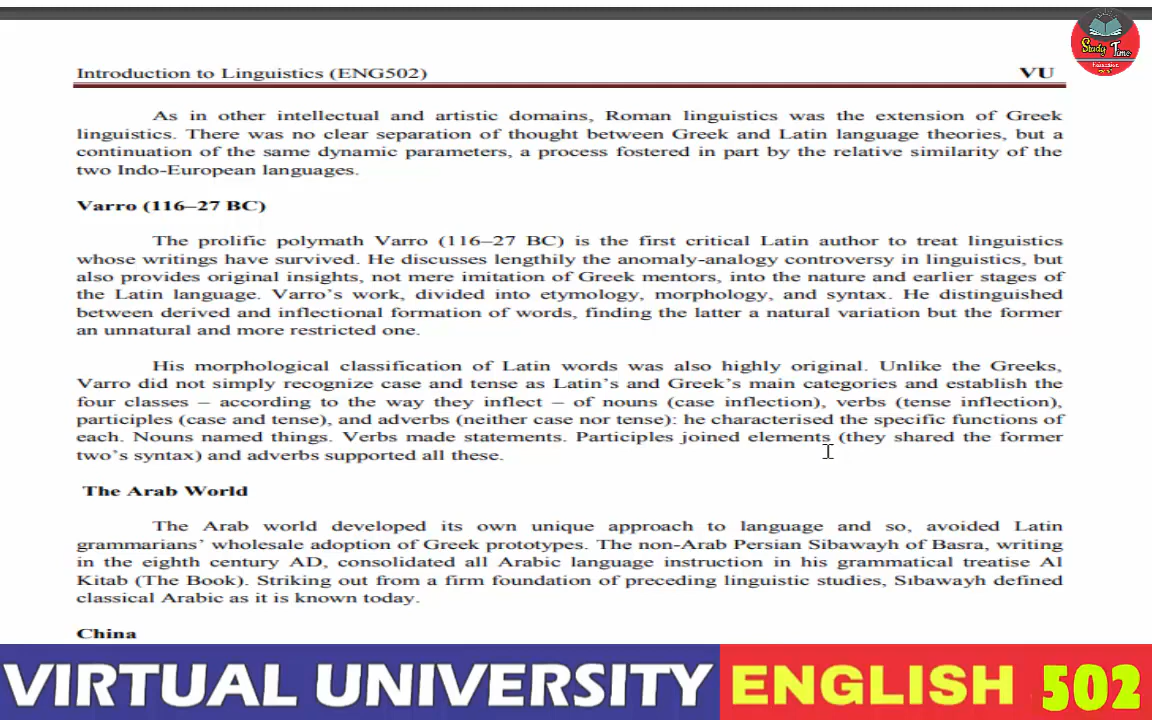 Study Time
Introduction to Linguistics (ENG502) VU
As in other intellectual and artistic domains, Roman linguistics was the extension of Greek
linguistics. There was no clear separation of thought between Greek and Latin language theories, but a
continuation of the same dynamic parameters, a process fostered in part by the relative similarity of the
two Indo-European languages.
Varro (116–27 BC)
The prolific polymath Varro (116–27 BC) is the first critical Latin author to treat linguistics
whose writings have survived. He discusses lengthily the anomaly-analogy controversy in linguistics, but
also provides original insights, not mere imitation of Greek mentors, into the nature and earlier stages of
the Latin language. Varro's work, divided into etymology, morphology, and syntax. He distinguished
between derived and inflectional formation of words, finding the latter a natural variation but the former
an unnatural and more restricted one.
His morphological classification of Latin words was also highly original. Unlike the Greeks,
Varro did not simply recognize case and tense as Latin's and Greek's main categories and establish the
four classes – according to the way they inflect – of nouns (case inflection), verbs (tense inflection),
participles (case and tense), and adverbs (neither case nor tense): he characterised the specific functions of
each. Nouns named things. Verbs made statements. Participles joined elements (they shared the former
two's syntax) and adverbs supported all these.
The Arab World
The Arab world developed its own unique approach to language and so, avoided Latin
grammarians' wholesale adoption of Greek prototypes. The non-Arab Persian Sibawayh of Basra, writing
in the eighth century AD, consolidated all Arabic language instruction in his grammatical treatise Al
Kitab (The Book). Striking out from a firm foundation of preceding linguistic studies, Sıbawayh defined
classical Arabic as it is known today.
China
VIRTUAL UNIVERSITY ENGLISH 502